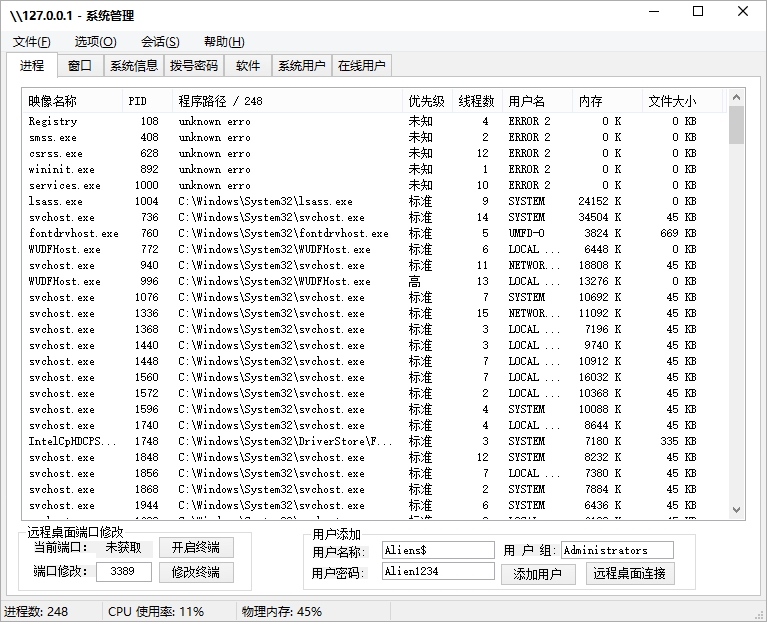 \\127.0.0.1 - 系统管理
文件(F) 选项(O) 会话(S) 帮助(H)
进程 窗口 系统信息 拨号密码 软件 系统用户 在线用户
映像名称 PID 程序路径 / 248 优先级 线程数 用户名 内存 文件大小
Registry 108 unknown erro 未知 4 ERROR 2 0 K 0 KB
smss.exe 408 unknown erro 未知 2 ERROR 2 0 K 0 KB
csrss.exe 628 unknown erro 未知 12 ERROR 2 0 K 0 KB
wininit.exe 892 unknown erro 未知 1 ERROR 2 0 K 0 KB
services.exe 1000 unknown erro 未知 10 ERROR 2 0 K 0 KB
lsass.exe 1004 C:\Windows\System32\lsass.exe 标准 9 SYSTEM 24152 K 0 KB
svchost.exe 736 C:\Windows\System32\svchost.exe 标准 14 SYSTEM 34504 K 45 KB
fontdrvhost.exe 760 C:\Windows\System32\fontdrvhost.exe 标准 5 UMFD-0 3824 K 669 KB
WUDFHost.exe 772 C:\Windows\System32\WUDFHost.exe 标准 6 LOCAL ... 6448 K 0 KB
svchost.exe 940 C:\Windows\System32\svchost.exe 标准 11 NETWOR... 18808 K 45 KB
WUDFHost.exe 996 C:\Windows\System32\WUDFHost.exe 高 13 LOCAL ... 13276 K 0 KB
svchost.exe 1076 C:\Windows\System32\svchost.exe 标准 7 SYSTEM 10692 K 45 KB
svchost.exe 1336 C:\Windows\System32\svchost.exe 标准 15 NETWOR... 11092 K 45 KB
svchost.exe 1368 C:\Windows\System32\svchost.exe 标准 3 LOCAL ... 7196 K 45 KB
svchost.exe 1440 C:\Windows\System32\svchost.exe 标准 3 LOCAL ... 9740 K 45 KB
svchost.exe 1448 C:\Windows\System32\svchost.exe 标准 7 LOCAL ... 10912 K 45 KB
svchost.exe 1560 C:\Windows\System32\svchost.exe 标准 7 LOCAL ... 16032 K 45 KB
svchost.exe 1572 C:\Windows\System32\svchost.exe 标准 2 LOCAL ... 10368 K 45 KB
svchost.exe 1596 C:\Windows\System32\svchost.exe 标准 4 SYSTEM 10088 K 45 KB
svchost.exe 1740 C:\Windows\System32\svchost.exe 标准 4 LOCAL ... 8644 K 45 KB
IntelCpHDCPS... 1748 C:\Windows\System32\DriverStore\F... 标准 3 SYSTEM 7180 K 335 KB
svchost.exe 1848 C:\Windows\System32\svchost.exe 标准 12 SYSTEM 8232 K 45 KB
svchost.exe 1856 C:\Windows\System32\svchost.exe 标准 7 LOCAL ... 7380 K 45 KB
svchost.exe 1868 C:\Windows\System32\svchost.exe 标准 2 SYSTEM 7884 K 45 KB
svchost.exe 1944 C:\Windows\System32\svchost.exe 标准 6 SYSTEM 6436 K 45 KB
远程桌面端口修改
当前端口: 未获取 开启终端
端口修改: 3389 修改终端
用户添加
用户名称: Aliens$ 用 户 组: Administrators
用户密码: Alien1234 添加用户 远程桌面连接
进程数: 248 CPU 使用率: 11% 物理内存: 45%